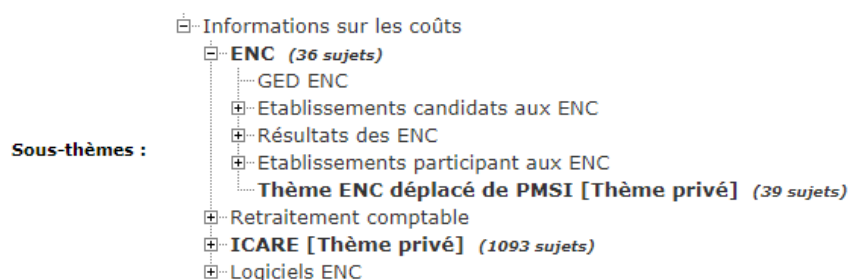 Informations sur les coûts
ENC (36 sujets)
GED ENC
Etablissements candidats aux ENC
Résultats des ENC
Sous-thèmes :
Etablissements participant aux ENC
Thème ENC déplacé de PMSI [Thème privé] (39 sujets)
Retraitement comptable
ICARE [Thème privé] (1093 sujets)
Logiciels ENC